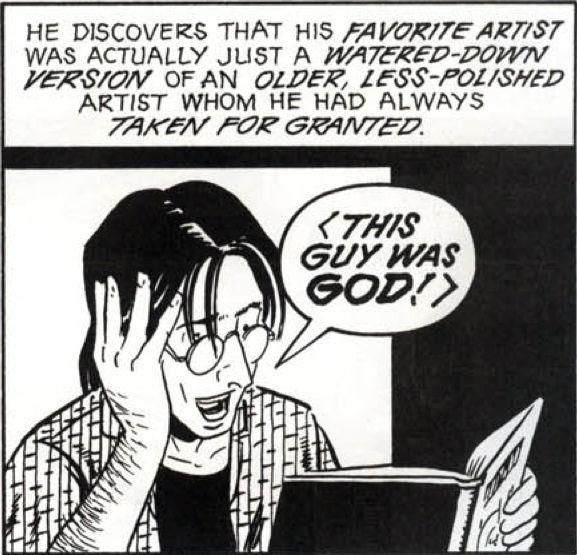 HE DISCOVERS THAT HIS FAVORITE ARTIST
WAS ACTUALLY JUST A WATERED-DOWN
VERSION OF AN OLDER, LESS-POLISHED
ARTIST WHOM HE HAD ALWAYS
TAKEN FOR GRANTED.
<THIS
GUY WAS
GOD!>